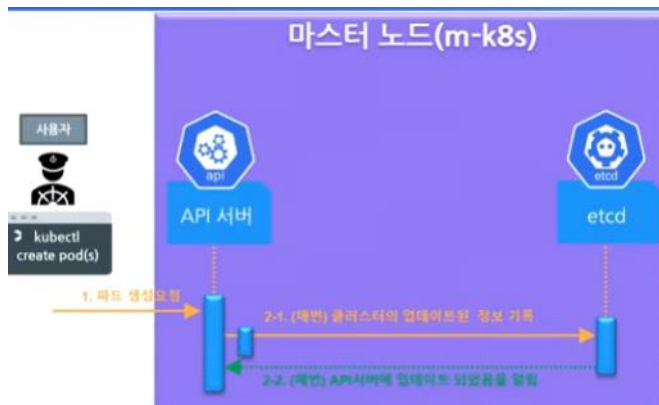 마스터 노드(m-k8s)
사용자
api
etcd
API 서버
etcd
kubectl
create pod(s)
1. 파드 생성요청
2-1. (매번) 클러스터의 업데이트된 정보 기록
2-2. (매번) API서버에 업데이트 되었음을 알림